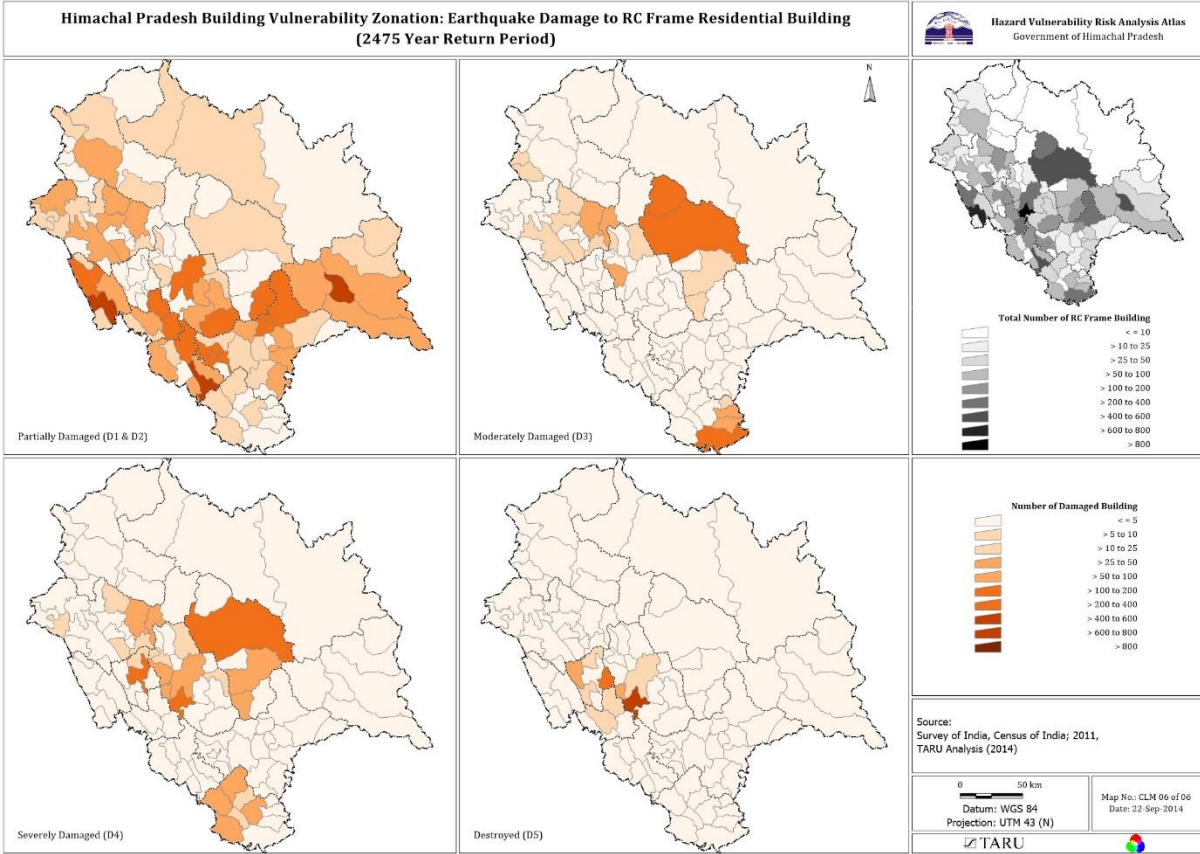 Himachal Pradesh Building Vulnerability Zonation: Earthquake Damage to RC Frame Residential Building
(2475 Year Return Period)
Hazard Vulnerability Risk Analysis Atlas
Government of Himachal Pradesh
N
Partially Damaged (D1 & D2)
Moderately Damaged (D3)
Total Number of RC Frame Building
< = 10
> 10 to 25
> 25 to 50
> 50 to 100
> 100 to 200
> 200 to 400
> 400 to 600
> 600 to 800
> 800
Severely Damaged (D4)
Destroyed (D5)
Number of Damaged Building
< = 5
> 5 to 10
> 10 to 25
> 25 to 50
> 50 to 100
> 100 to 200
> 200 to 400
> 400 to 600
> 600 to 800
> 800
Source:
Survey of India, Census of India; 2011,
TARU Analysis (2014)
0 50 km
Datum: WGS 84
Projection: UTM 43 (N)
Map No.: CLM 06 of 06
Date: 22-Sep-2014
TARU